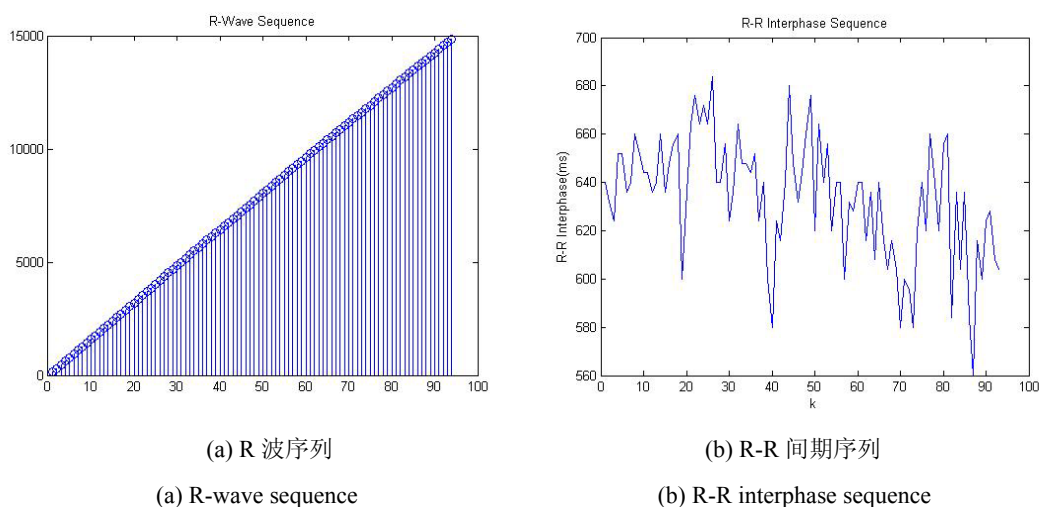 R-Wave Sequence
15000
10000
5000
0
0 10 20 30 40 50 60 70 80 90 100
(a) R 波序列
(a) R-wave sequence
R-R Interphase Sequence
R-R Interphase(ms)
700
680
660
640
620
600
580
560
0 10 20 30 40 50 60 70 80 90 100
k
(b) R-R 间期序列
(b) R-R interphase sequence